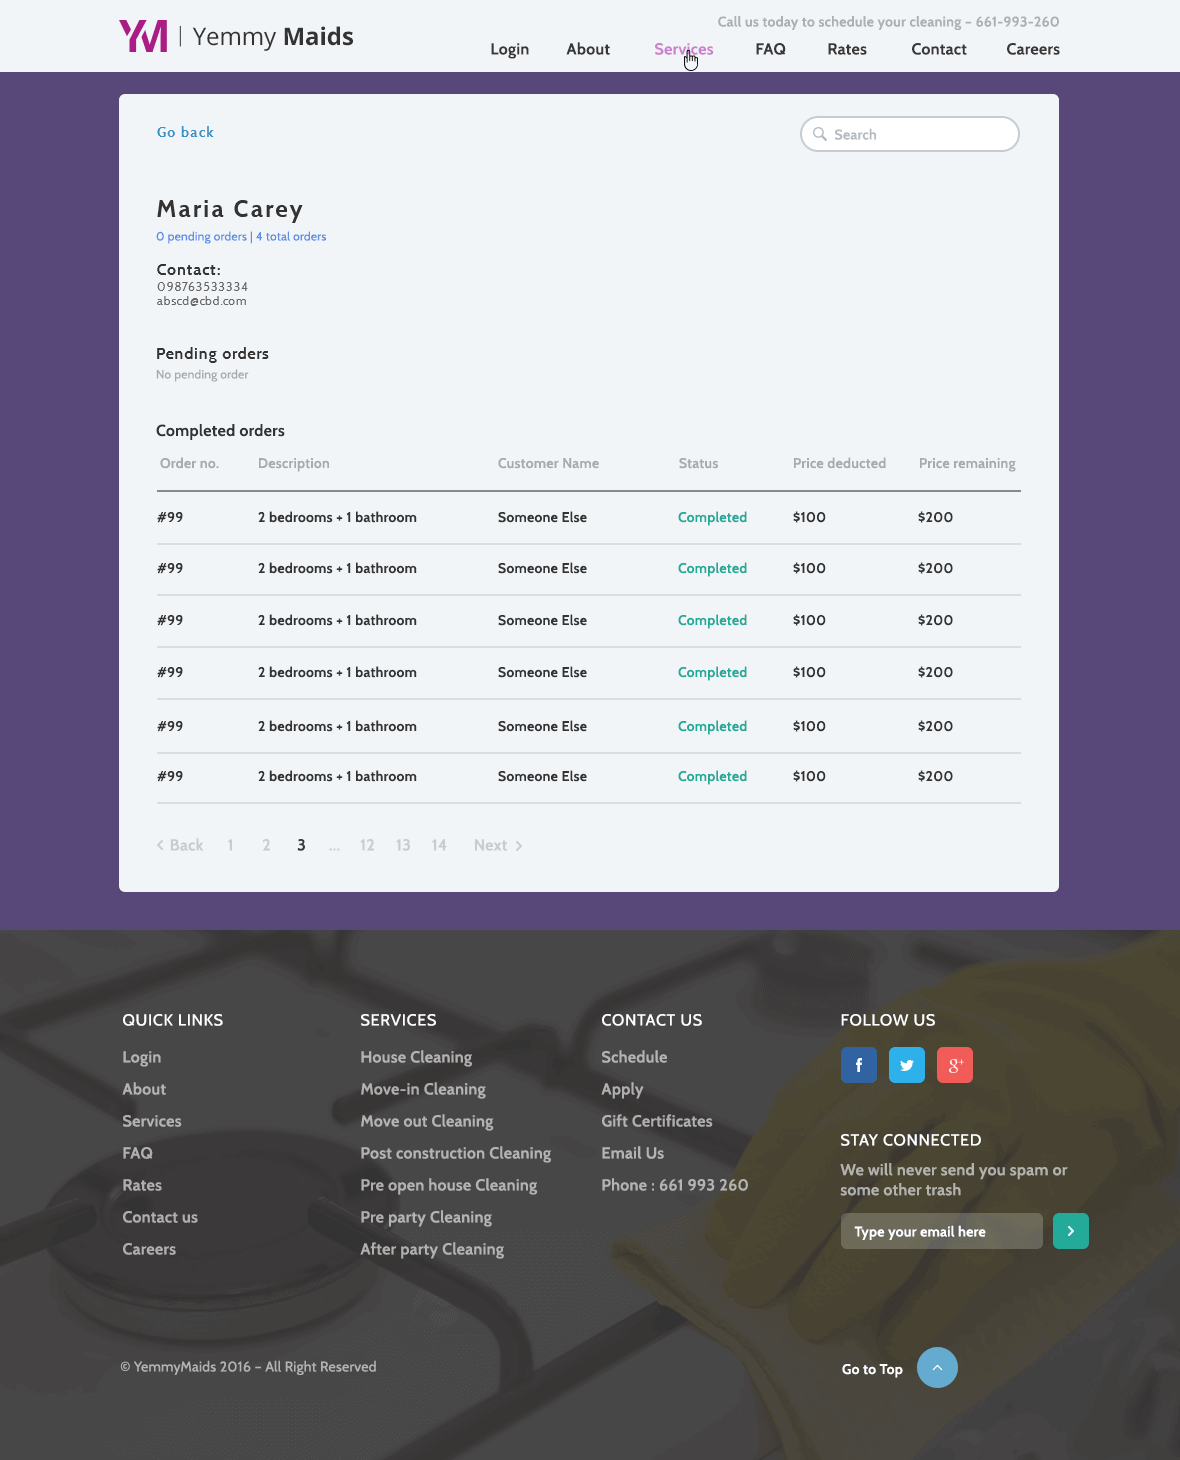 YM | Yemmy Maids
Call us today to schedule your cleaning - 661-993-260
Login About Services FAQ Rates Contact Careers
Go back
Search
Maria Carey
0 pending orders | 4 total orders
Contact:
098763533334
abscd@cbd.com
Pending orders
No pending order
Completed orders
Order no. Description Customer Name Status Price deducted Price remaining
#99 2 bedrooms + 1 bathroom Someone Else Completed $100 $200
#99 2 bedrooms + 1 bathroom Someone Else Completed $100 $200
#99 2 bedrooms + 1 bathroom Someone Else Completed $100 $200
#99 2 bedrooms + 1 bathroom Someone Else Completed $100 $200
#99 2 bedrooms + 1 bathroom Someone Else Completed $100 $200
#99 2 bedrooms + 1 bathroom Someone Else Completed $100 $200
< Back 1 2 3 ... 12 13 14 Next >
QUICK LINKS
Login
About
Services
FAQ
Rates
Contact us
Careers
SERVICES
House Cleaning
Move-in Cleaning
Move out Cleaning
Post construction Cleaning
Pre open house Cleaning
Pre party Cleaning
After party Cleaning
CONTACT US
Schedule
Apply
Gift Certificates
Email Us
Phone : 661 993 260
FOLLOW US
f g+
STAY CONNECTED
We will never send you spam or
some other trash
Type your email here
© YemmyMaids 2016 – All Right Reserved
Go to Top